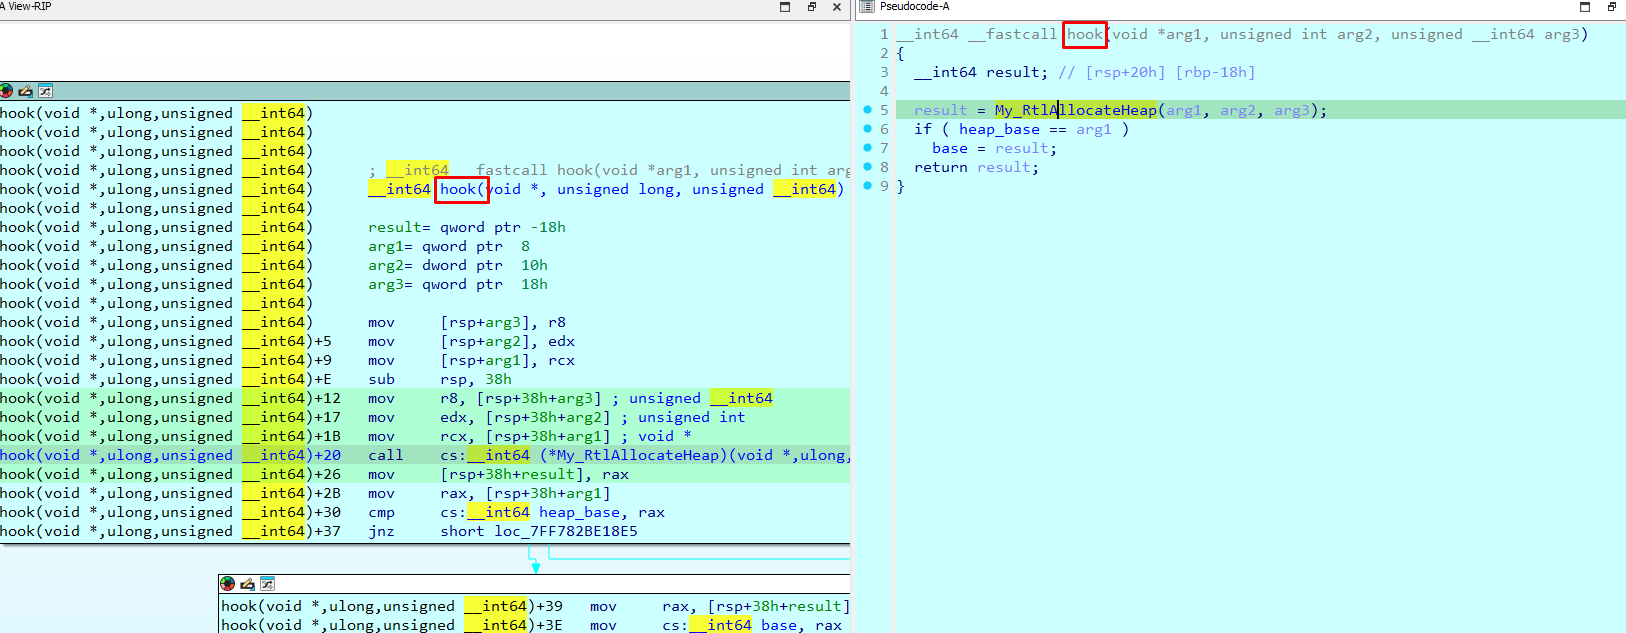 A View-RIP
hook(void *,ulong,unsigned __int64)
hook(void *,ulong,unsigned __int64)
hook(void *,ulong,unsigned __int64)
hook(void *,ulong,unsigned __int64) ; __int64 __fastcall hook(void *arg1, unsigned int arg
hook(void *,ulong,unsigned __int64) __int64 hook(void *, unsigned long, unsigned __int64)
hook(void *,ulong,unsigned __int64)
hook(void *,ulong,unsigned __int64) result= qword ptr -18h
hook(void *,ulong,unsigned __int64) arg1= qword ptr 8
hook(void *,ulong,unsigned __int64) arg2= dword ptr 10h
hook(void *,ulong,unsigned __int64) arg3= qword ptr 18h
hook(void *,ulong,unsigned __int64)
hook(void *,ulong,unsigned __int64) mov [rsp+arg3], r8
hook(void *,ulong,unsigned __int64)+5 mov [rsp+arg2], edx
hook(void *,ulong,unsigned __int64)+9 mov [rsp+arg1], rcx
hook(void *,ulong,unsigned __int64)+E sub rsp, 38h
hook(void *,ulong,unsigned __int64)+12 mov r8, [rsp+38h+arg3] ; unsigned __int64
hook(void *,ulong,unsigned __int64)+17 mov edx, [rsp+38h+arg2] ; unsigned int
hook(void *,ulong,unsigned __int64)+1B mov rcx, [rsp+38h+arg1] ; void *
hook(void *,ulong,unsigned __int64)+20 call cs:__int64 (*My_RtlAllocateHeap)(void *,ulong,
hook(void *,ulong,unsigned __int64)+26 mov [rsp+38h+result], rax
hook(void *,ulong,unsigned __int64)+2B mov rax, [rsp+38h+arg1]
hook(void *,ulong,unsigned __int64)+30 cmp cs:__int64 heap_base, rax
hook(void *,ulong,unsigned __int64)+37 jnz short loc_7FF782BE18E5
hook(void *,ulong,unsigned __int64)+39 mov rax, [rsp+38h+result]
hook(void *,ulong,unsigned __int64)+3E mov cs:__int64 base, rax
Pseudocode-A
1 __int64 __fastcall hook(void *arg1, unsigned int arg2, unsigned __int64 arg3)
2 {
3 __int64 result; // [rsp+20h] [rbp-18h]
4
5 result = My_RtlAllocateHeap(arg1, arg2, arg3);
6 if ( heap_base == arg1 )
7 base = result;
8 return result;
9 }